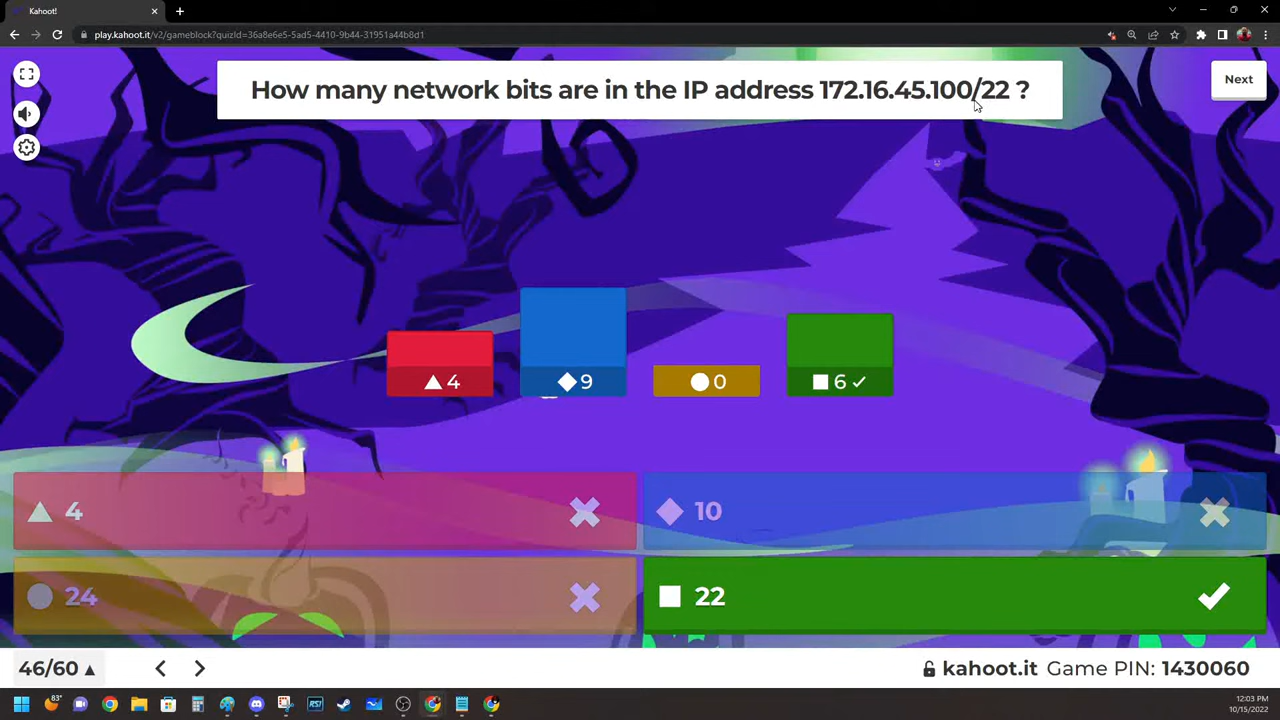 Kahoot!
play.kahoot.it/v2/gameblock?quizId=36a8e6e5-5ad5-4410-9b44-31951a44b8d1
How many network bits are in the IP address 172.16.45.100/22 ?
Next
4
9
0
6
4
10
24
22
46/60
kahoot.it Game PIN: 1430060
83°
RSI
12:03 PM
10/15/2022